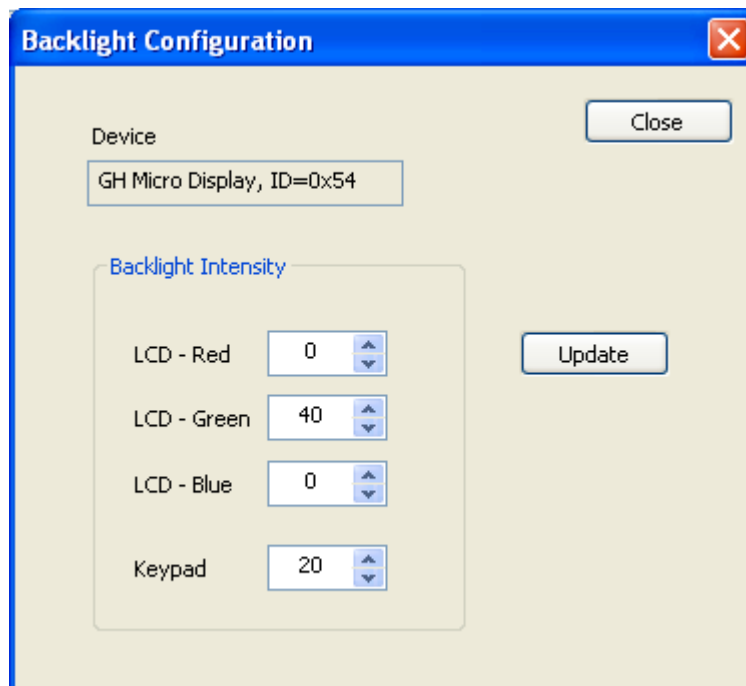 Backlight Configuration
Close
Device
GH Micro Display, ID=0x54
Backlight Intensity
LCD - Red 0
Update
LCD - Green 40
LCD - Blue 0
Keypad 20